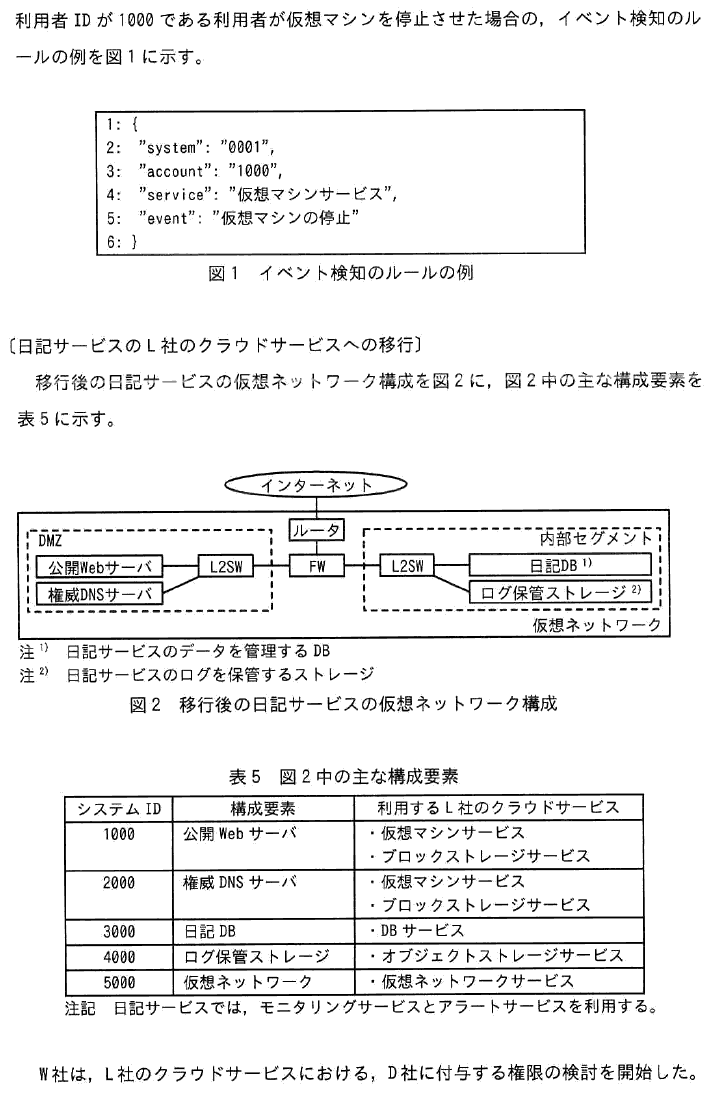 利用者 ID が 1000 である利用者が仮想マシンを停止させた場合の，イベント検知のル
ールの例を図1に示す。
1: {
2: "system": "0001",
3: "account": "1000",
4: "service": "仮想マシンサービス",
5: "event": "仮想マシンの停止"
6: }
図1 イベント検知のルールの例
〔日記サービスのL社のクラウドサービスへの移行〕
移行後の日記サービスの仮想ネットワーク構成を図2に，図2中の主な構成要素を
表5に示す。
インターネット
ルータ
DMZ
内部セグメント
公開Webサーバ
L2SW
FW
L2SW
日記DB 1)
権威DNSサーバ
ログ保管ストレージ 2)
仮想ネットワーク
注 1) 日記サービスのデータを管理する DB
注 2) 日記サービスのログを保管するストレージ
図2 移行後の日記サービスの仮想ネットワーク構成
表5 図2中の主な構成要素
システム ID 構成要素 利用するL社のクラウドサービス
1000 公開 Web サーバ ・仮想マシンサービス
・ブロックストレージサービス
2000 権威 DNS サーバ ・仮想マシンサービス
・ブロックストレージサービス
3000 日記 DB ・DB サービス
4000 ログ保管ストレージ ・オブジェクトストレージサービス
5000 仮想ネットワーク ・仮想ネットワークサービス
注記 日記サービスでは，モニタリングサービスとアラートサービスを利用する。
W社は，L社のクラウドサービスにおける，D社に付与する権限の検討を開始した。